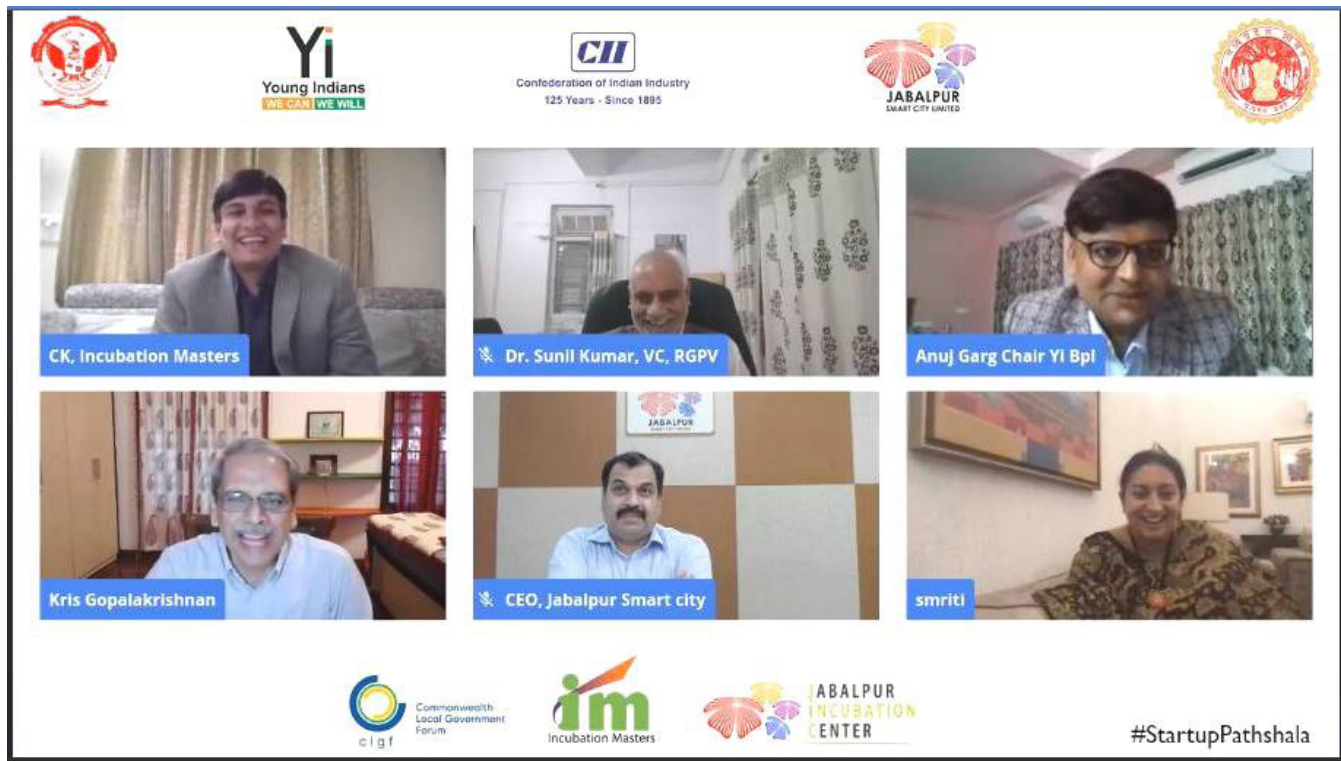 Yi
Young Indians
WE CAN WE WILL
CII
Confederation of Indian Industry
125 Years - Since 1895
JABALPUR
SMART CITY LIMITED
CK, Incubation Masters
Dr. Sunil Kumar, VC, RGPV
Anuj Garg Chair YI Bpl
JABALPUR
Kris Gopalakrishnan
CEO, Jabalpur Smart city
smriti
clgf
Commonwealth
Local Government
Forum
im
Incubation Masters
JABALPUR
INCUBATION
CENTER
#StartupPathshala